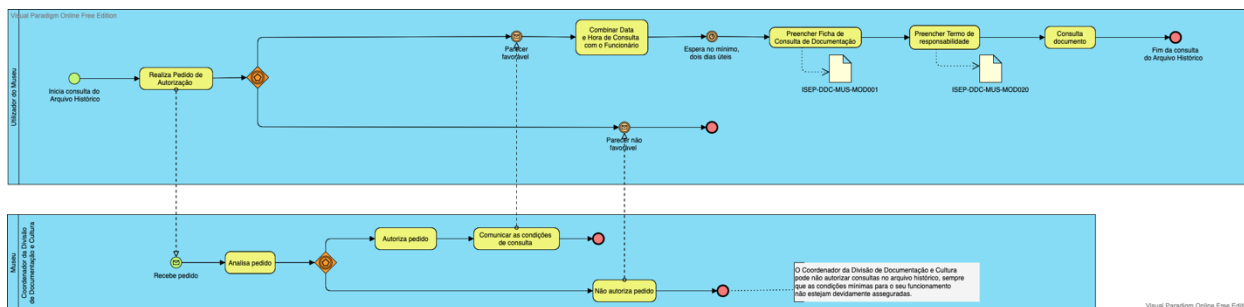 Visual Paradigm Online Free Edition
Utilizador do Museu
Inicia consulta do
Arquivo Histórico
Realiza Pedido de
Autorização
Parecer
favorável
Combinar Data
e Hora de Consulta
com o Funcionário
Espera no mínimo,
dois dias úteis
Preencher Ficha de
Consulta de Documentação
ISEP-DDC-MUS-MOD001
Preencher Termo de
responsabilidade
ISEP-DDC-MUS-MOD020
Consulta
documento
Fim da consulta
do Arquivo Histórico
Parecer não
favorável
Museu
Coordenador da Divisão
de Documentação e Cultura
Recebe pedido
Analisa pedido
Autoriza pedido
Comunicar as condições
de consulta
Não autoriza pedido
O Coordenador da Divisão de Documentação e Cultura
pode não autorizar consultas no arquivo histórico, sempre
que as condições mínimas para o seu funcionamento
não estejam devidamente asseguradas.
Visual Paradigm Online Free Edit